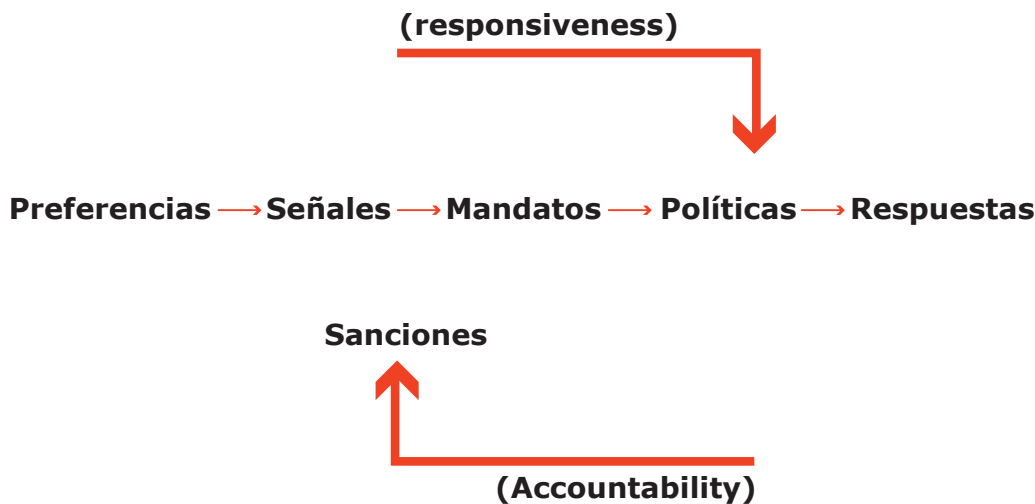 (responsiveness)
Preferencias → Señales → Mandatos → Políticas → Respuestas
Sanciones
(Accountability)